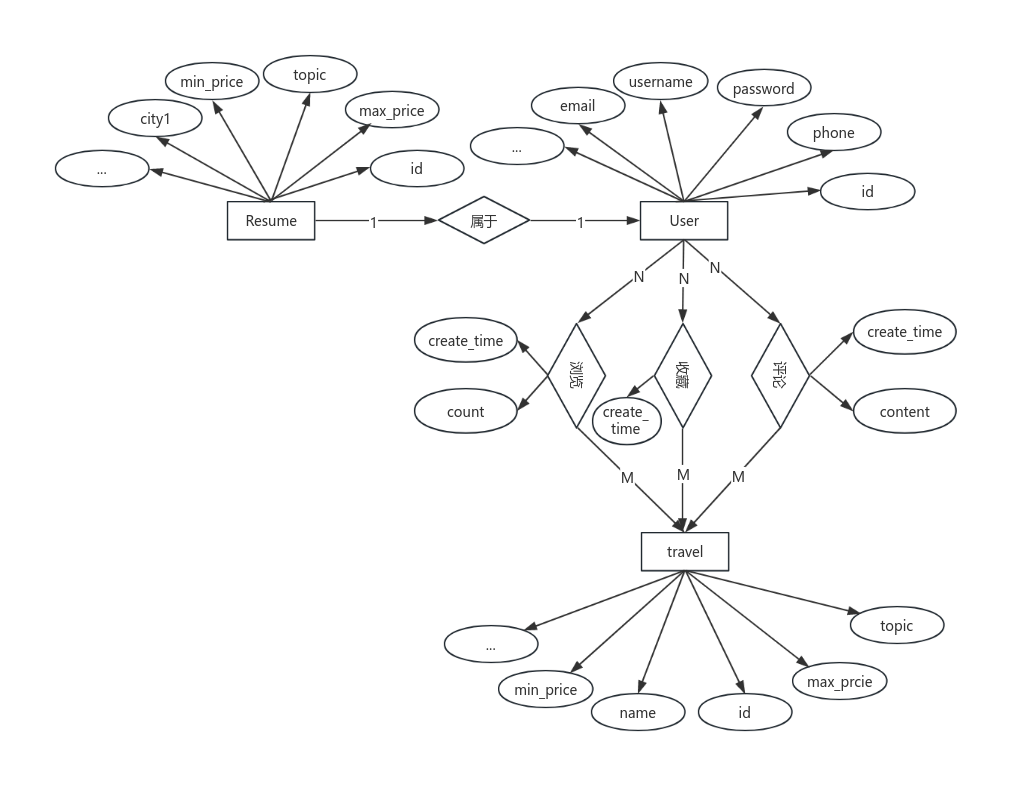 topic
min_price
max_price
city1
...
id
username
password
email
phone
...
id
Resume
1
属于
1
User
N
N
N
create_time
count
浏览
收藏
create_
time
评论
create_time
content
M
M
M
travel
...
min_price
name
id
max_prcie
topic